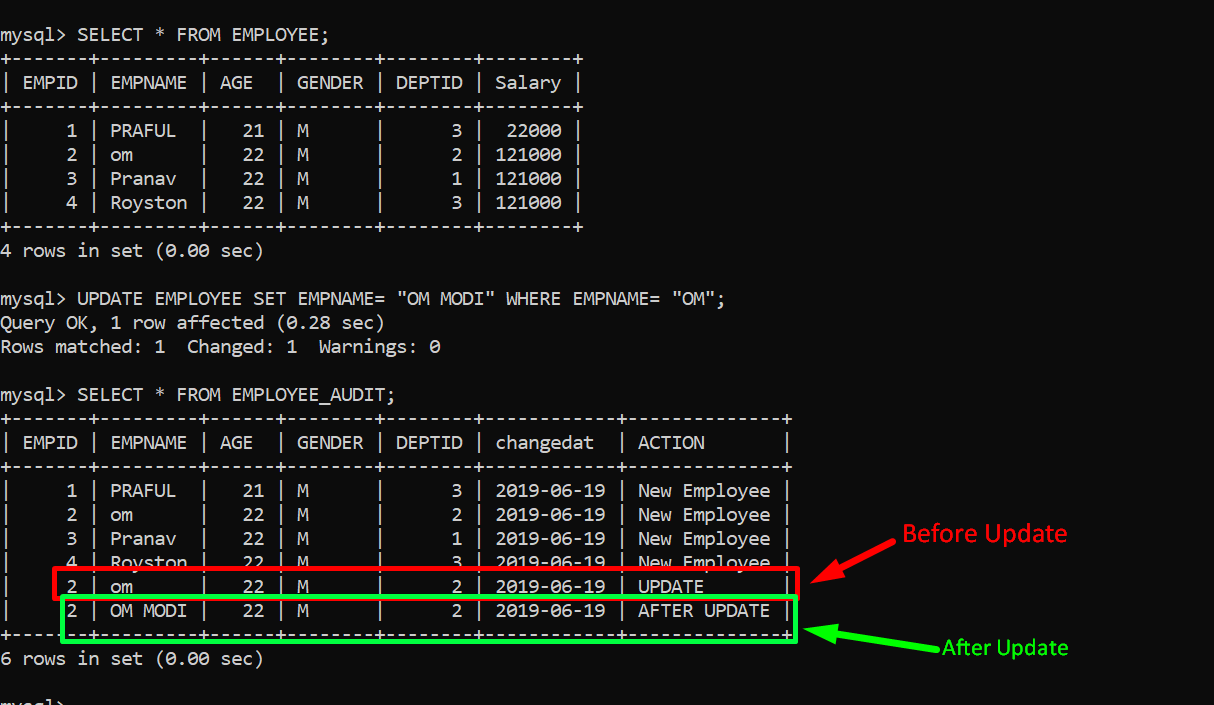 mysql> SELECT * FROM EMPLOYEE;
+-------+---------+------+--------+--------+--------+
| EMPID | EMPNAME | AGE  | GENDER | DEPTID | Salary |
+-------+---------+------+--------+--------+--------+
|     1 | PRAFUL  |   21 | M      |      3 |  22000 |
|     2 | om      |   22 | M      |      2 | 121000 |
|     3 | Pranav  |   22 | M      |      1 | 121000 |
|     4 | Royston |   22 | M      |      3 | 121000 |
+-------+---------+------+--------+--------+--------+
4 rows in set (0.00 sec)
mysql> UPDATE EMPLOYEE SET EMPNAME= "OM MODI" WHERE EMPNAME= "OM";
Query OK, 1 row affected (0.28 sec)
Rows matched: 1  Changed: 1  Warnings: 0
mysql> SELECT * FROM EMPLOYEE_AUDIT;
+-------+---------+------+--------+--------+------------+--------------+
| EMPID | EMPNAME | AGE  | GENDER | DEPTID | changedat  | ACTION       |
+-------+---------+------+--------+--------+------------+--------------+
|     1 | PRAFUL  |   21 | M      |      3 | 2019-06-19 | New Employee |
|     2 | om      |   22 | M      |      2 | 2019-06-19 | New Employee |
|     3 | Pranav  |   22 | M      |      1 | 2019-06-19 | New Employee |
|     4 | Royston |   22 | M      |      3 | 2019-06-19 | New Employee |
|     2 | om      |   22 | M      |      2 | 2019-06-19 | UPDATE       |
|     2 | OM MODI |   22 | M      |      2 | 2019-06-19 | AFTER UPDATE |
+-------+---------+------+--------+--------+------------+--------------+
Before Update
After Update
6 rows in set (0.00 sec)
mysql>